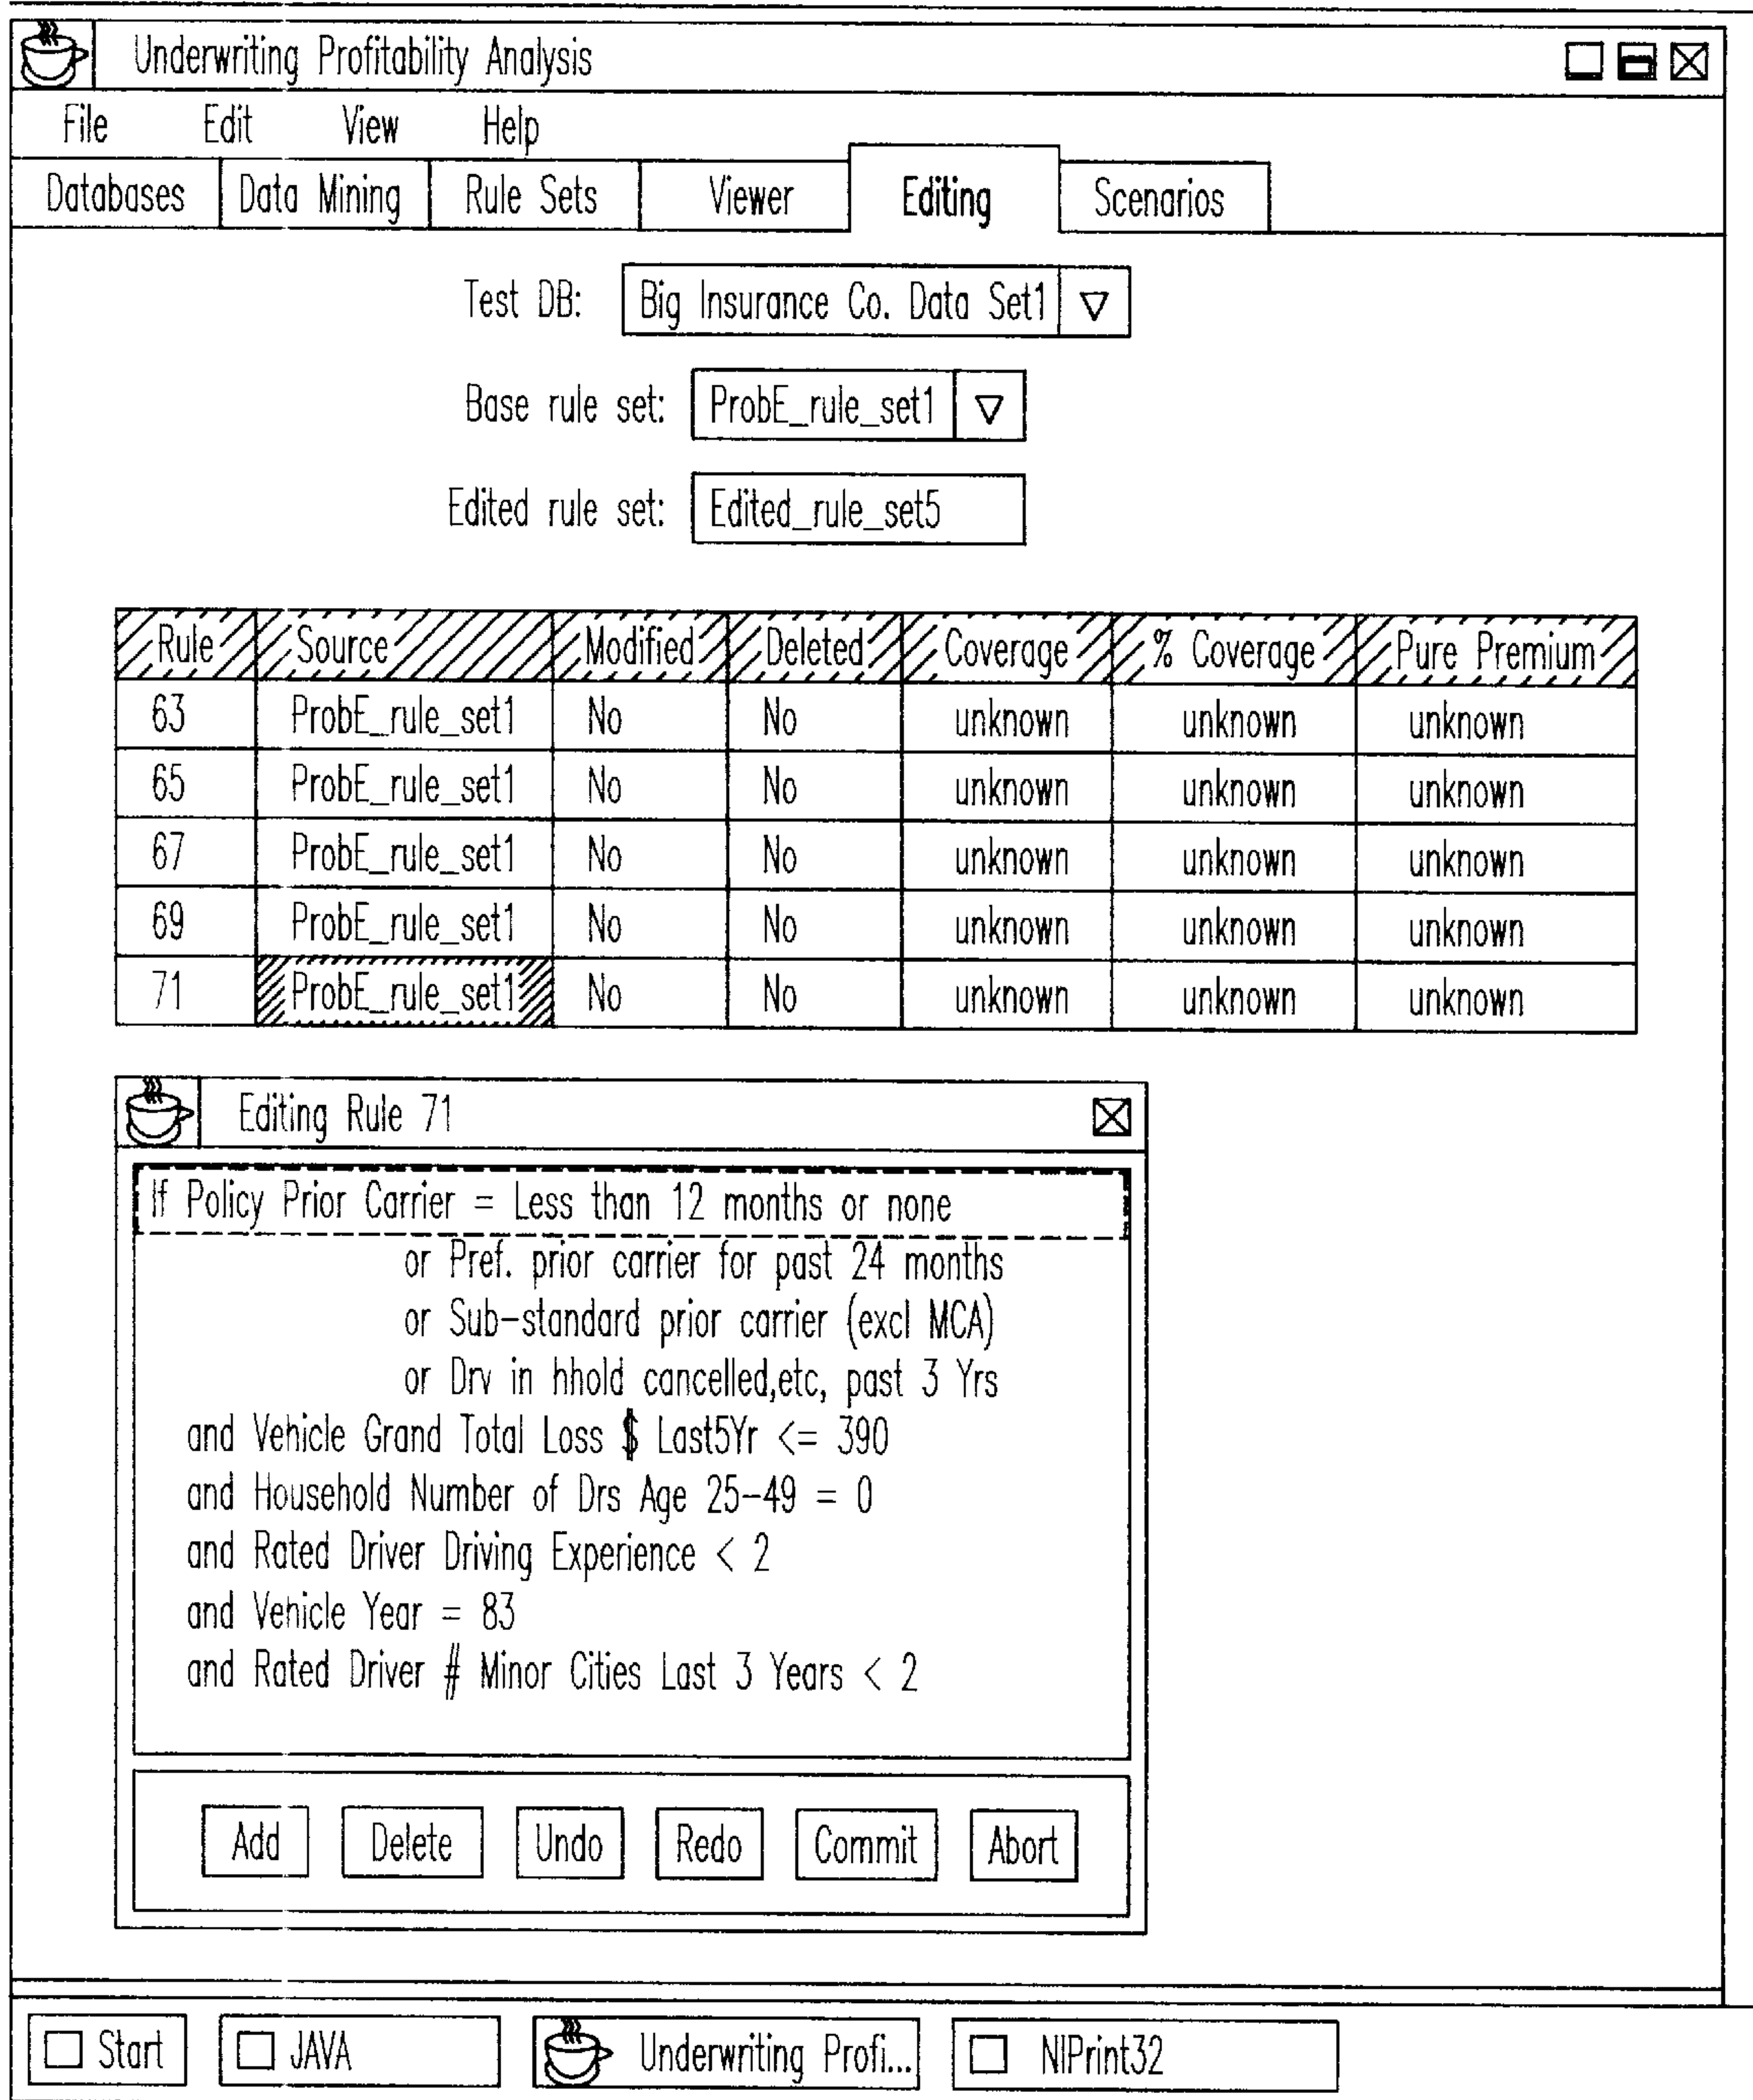 Underwriting Profitability Analysis
File Edit View Help
Databases Data Mining Rule Sets Viewer Editing Scenarios
Test DB: Big Insurance Co. Data Set1
Base rule set: ProbE_rule_set1
Edited rule set: Edited_rule_set5
Rule Source Modified Deleted Coverage % Coverage Pure Premium
63 ProbE_rule_set1 No No unknown unknown unknown
65 ProbE_rule_set1 No No unknown unknown unknown
67 ProbE_rule_set1 No No unknown unknown unknown
69 ProbE_rule_set1 No No unknown unknown unknown
71 ProbE_rule_set1 No No unknown unknown unknown
Editing Rule 71
If Policy Prior Carrier = Less than 12 months or none
or Pref. prior carrier for past 24 months
or Sub-standard prior carrier (excl MCA)
or Drv in hhold cancelled,etc, past 3 Yrs
and Vehicle Grand Total Loss $ Last5Yr <= 390
and Household Number of Drs Age 25-49 = 0
and Rated Driver Driving Experience < 2
and Vehicle Year = 83
and Rated Driver # Minor Cities Last 3 Years < 2
Add Delete Undo Redo Commit Abort
Start JAVA Underwriting Profi... NIPrint32